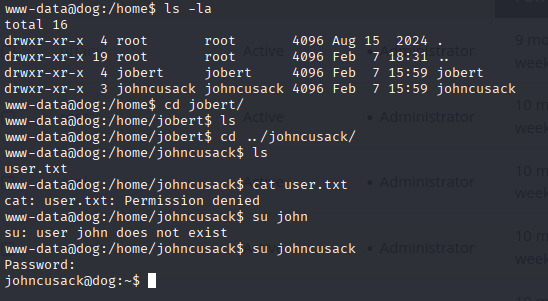 www-data@dog:/home$ ls -la
total 16
drwxr-xr-x  4 root       root       4096 Aug 15  2024 .
drwxr-xr-x 19 root       root       4096 Feb  7 18:31 ..
drwxr-xr-x  4 jobert     jobert     4096 Feb  7 15:59 jobert
drwxr-xr-x  3 johncusack johncusack 4096 Feb  7 15:59 johncusack
www-data@dog:/home$ cd jobert/
www-data@dog:/home/jobert$ ls
www-data@dog:/home/jobert$ cd ../johncusack/
www-data@dog:/home/johncusack$ ls
user.txt
www-data@dog:/home/johncusack$ cat user.txt
cat: user.txt: Permission denied
www-data@dog:/home/johncusack$ su john
su: user john does not exist
www-data@dog:/home/johncusack$ su johncusack
Password:
johncusack@dog:~$
Active
Administrator
Administrator
Active
Administrator
Active
Administrator
9 mo
week
10 m
week
10 m
week
10 m
week